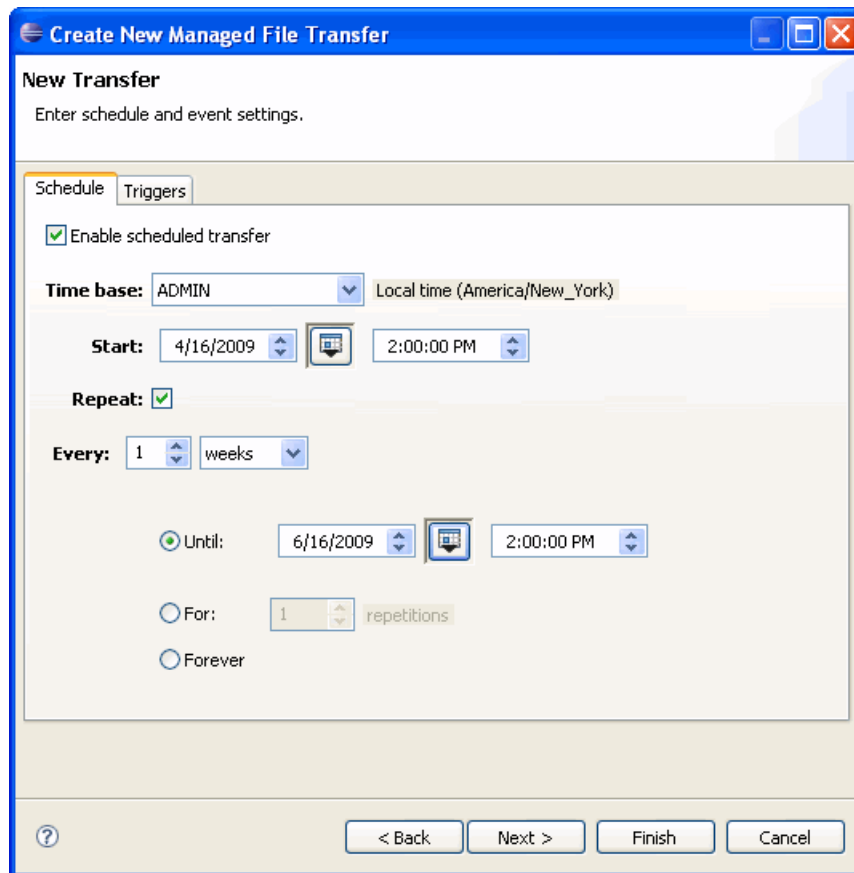 Create New Managed File Transfer
New Transfer
Enter schedule and event settings.
Schedule Triggers
Enable scheduled transfer
Time base: ADMIN Local time (America/New_York)
Start: 4/16/2009 2:00:00 PM
Repeat:
Every: 1 weeks
Until: 6/16/2009 2:00:00 PM
For: 1 repetitions
Forever
? < Back Next > Finish Cancel